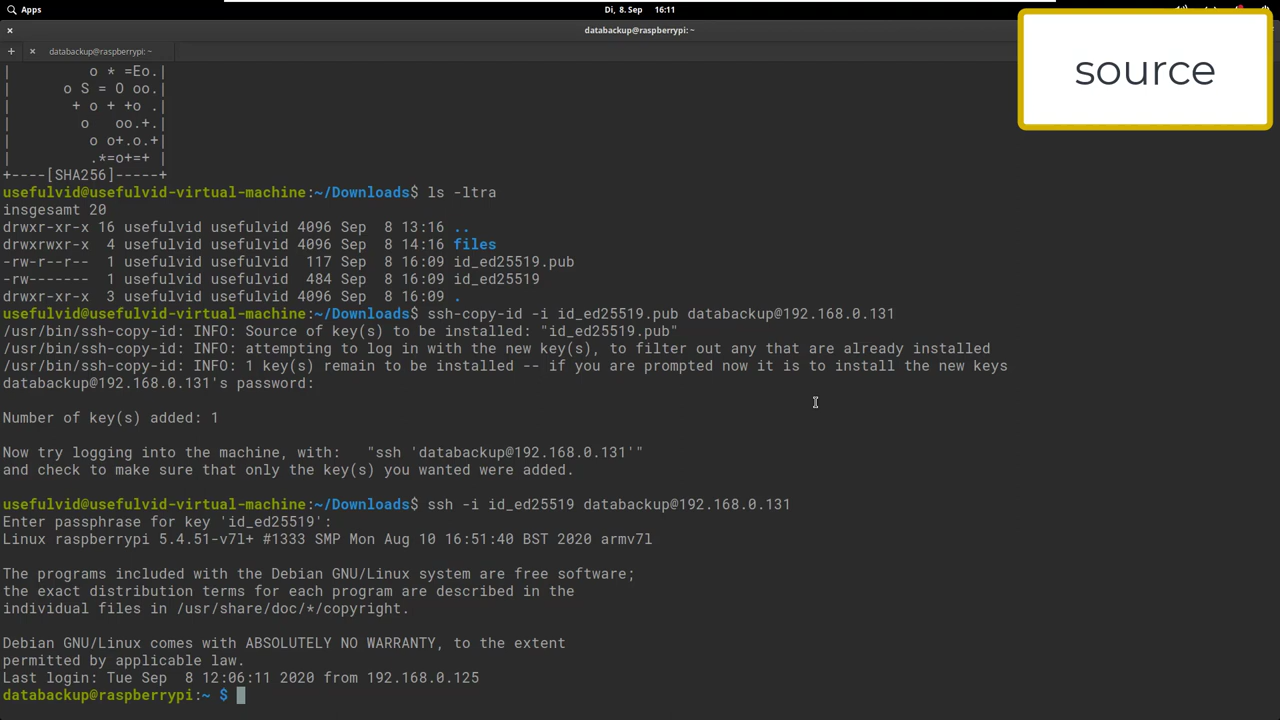 Apps
Di, 8. Sep 16:11
databackup@raspberrypi: ~
databackup@raspberrypi: ~
source
|          o * =Eo.|
|       o S = O oo.|
|        + o + +o .|
|         o   oo.+.|
|          o o+.o.+|
|          .*=o+=+ |
+----[SHA256]-----+
usefulvid@usefulvid-virtual-machine:~/Downloads$ ls -ltra
insgesamt 20
drwxr-xr-x 16 usefulvid usefulvid 4096 Sep  8 13:16 ..
drwxrwxr-x  4 usefulvid usefulvid 4096 Sep  8 14:16 files
-rw-r--r--  1 usefulvid usefulvid  117 Sep  8 16:09 id_ed25519.pub
-rw-------  1 usefulvid usefulvid  484 Sep  8 16:09 id_ed25519
drwxr-xr-x  3 usefulvid usefulvid 4096 Sep  8 16:09 .
usefulvid@usefulvid-virtual-machine:~/Downloads$ ssh-copy-id -i id_ed25519.pub databackup@192.168.0.131
/usr/bin/ssh-copy-id: INFO: Source of key(s) to be installed: "id_ed25519.pub"
/usr/bin/ssh-copy-id: INFO: attempting to log in with the new key(s), to filter out any that are already installed
/usr/bin/ssh-copy-id: INFO: 1 key(s) remain to be installed -- if you are prompted now it is to install the new keys
databackup@192.168.0.131's password:
Number of key(s) added: 1
Now try logging into the machine, with:   "ssh 'databackup@192.168.0.131'"
and check to make sure that only the key(s) you wanted were added.
usefulvid@usefulvid-virtual-machine:~/Downloads$ ssh -i id_ed25519 databackup@192.168.0.131
Enter passphrase for key 'id_ed25519':
Linux raspberrypi 5.4.51-v7l+ #1333 SMP Mon Aug 10 16:51:40 BST 2020 armv7l
The programs included with the Debian GNU/Linux system are free software;
the exact distribution terms for each program are described in the
individual files in /usr/share/doc/*/copyright.
Debian GNU/Linux comes with ABSOLUTELY NO WARRANTY, to the extent
permitted by applicable law.
Last login: Tue Sep  8 12:06:11 2020 from 192.168.0.125
databackup@raspberrypi:~ $